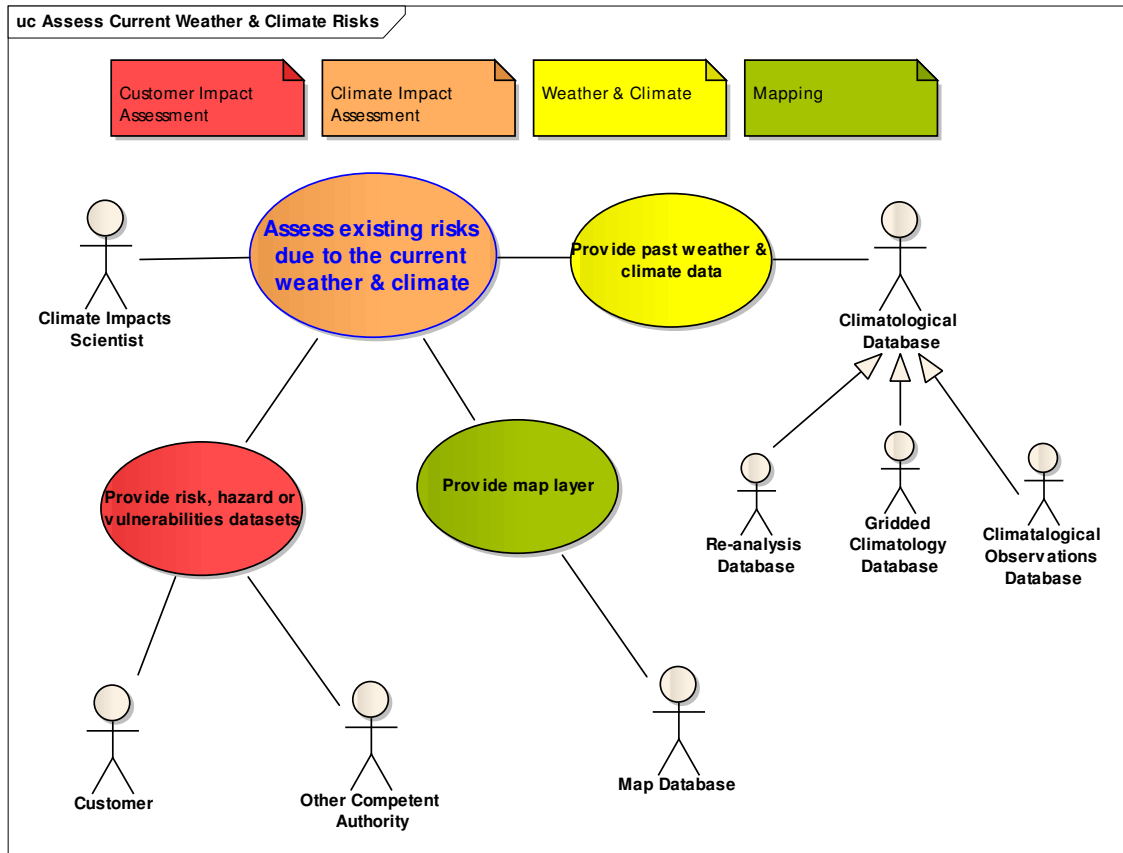 uc Assess Current Weather & Climate Risks
Customer Impact
Assessment
Climate Impact
Assessment
Weather & Climate
Mapping
Assess existing risks
due to the current
weather & climate
Provide past weather &
climate data
Climate Impacts
Scientist
Climatological
Database
Provide risk, hazard or
vulnerabilities datasets
Provide map layer
Re-analysis
Database
Gridded
Climatology
Database
Climatalogical
Observations
Database
Customer
Other Competent
Authority
Map Database